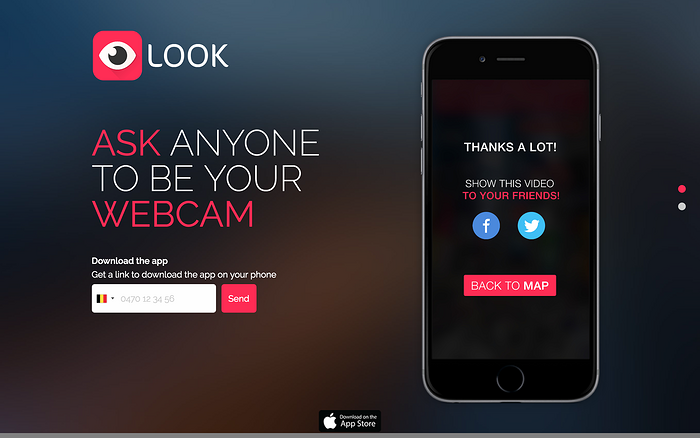 LOOK
ASK ANYONE
TO BE YOUR
WEBCAM
Download the app
Get a link to download the app on your phone
0470 12 34 56
Send
THANKS A LOT!
SHOW THIS VIDEO
TO YOUR FRIENDS!
BACK TO MAP
Download on the
App Store